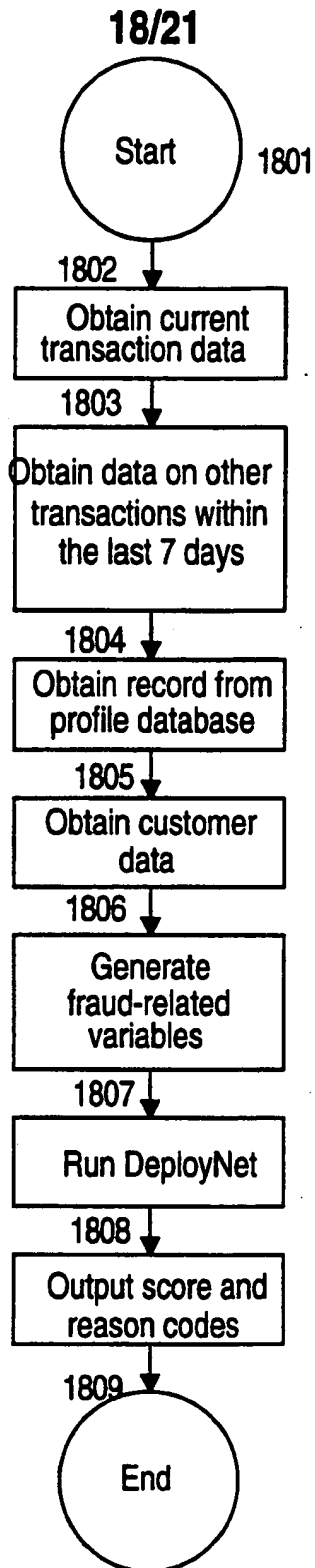 18/21
Start
1801
1802
Obtain current
transaction data
1803
Obtain data on other
transactions within
the last 7 days
1804
Obtain record from
profile database
1805
Obtain customer
data
1806
Generate
fraud-related
variables
1807
Run DeployNet
1808
Output score and
reason codes
1809
End